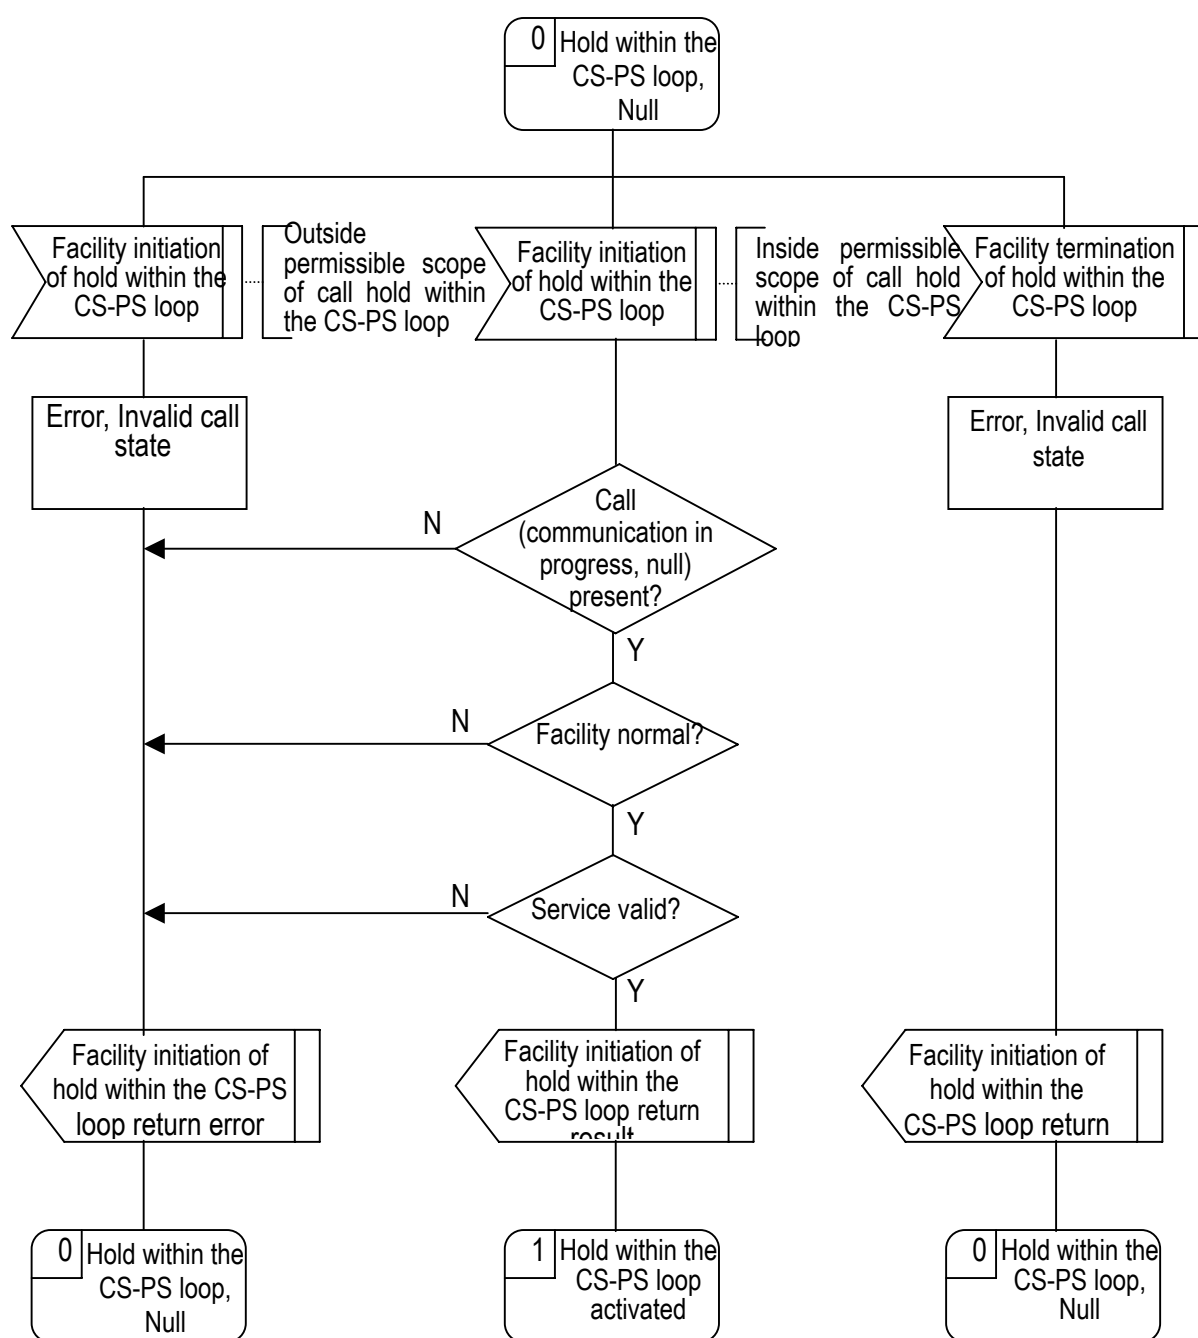 0
Hold within the
CS-PS loop,
Null
Facility initiation
of hold within the
CS-PS loop
Outside
permissible scope
of call hold within
the CS-PS loop
Facility initiation
of hold within the
CS-PS loop
Inside permissible
scope of call hold
within the CS-PS
loop
Facility termination
of hold within the
CS-PS loop
Error, Invalid call
state
Error, Invalid call
state
Call
(communication in
progress, null)
present?
N
Y
Facility normal?
N
Y
Service valid?
N
Y
Facility initiation of
hold within the CS-PS
loop return error
Facility initiation of
hold within the
CS-PS loop return
result
Facility initiation of
hold within the
CS-PS loop return
0
Hold within the
CS-PS loop,
Null
1
Hold within the
CS-PS loop
activated
0
Hold within the
CS-PS loop,
Null